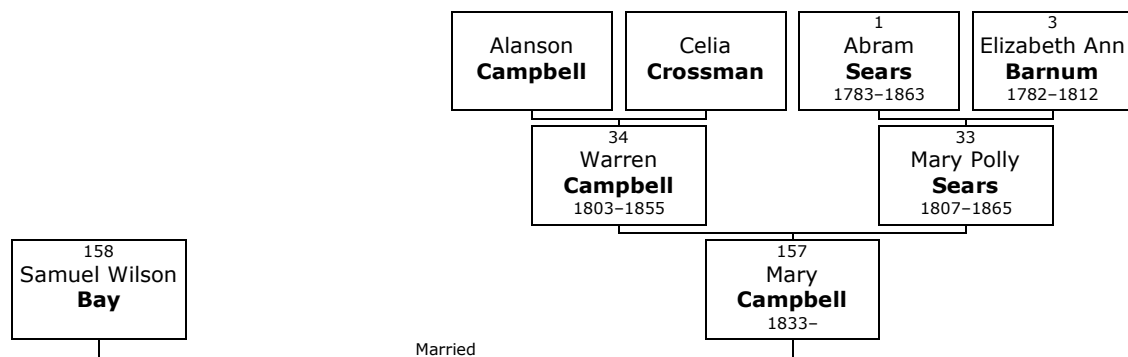 Alanson
Campbell
Celia
Crossman
1
Abram
Sears
1783–1863
3
Elizabeth Ann
Barnum
1782–1812
34
Warren
Campbell
1803–1855
33
Mary Polly
Sears
1807–1865
158
Samuel Wilson
Bay
157
Mary
Campbell
1833–
Married